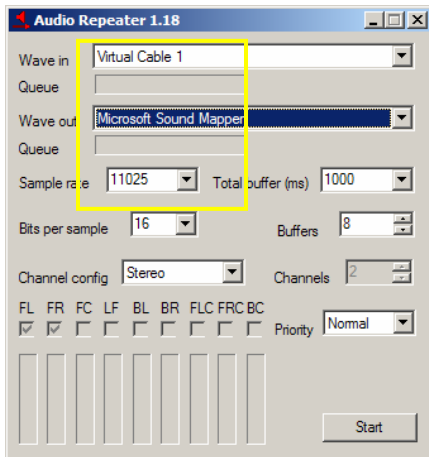 Audio Repeater 1.18
Wave in Virtual Cable 1
Queue
Wave out Microsoft Sound Mapper
Queue
Sample rate 11025 Total buffer (ms) 1000
Bits per sample 16 Buffers 8
Channel config Stereo Channels 2
FL FR FC LF BL BR FLC FRC BC
Priority Normal
Start